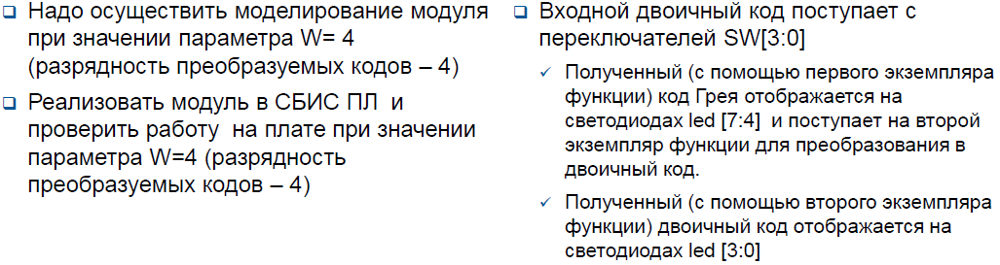 Надо осуществить моделирование модуля
при значении параметра W= 4
(разрядность преобразуемых кодов – 4)
Реализовать модуль в СБИС ПЛ и
проверить работу на плате при значении
параметра W=4 (разрядность
преобразуемых кодов – 4)
Входной двоичный код поступает с
переключателей SW[3:0]
Полученный (с помощью первого экземпляра
функции) код Грея отображается на
светодиодах led [7:4] и поступает на второй
экземпляр функции для преобразования в
двоичный код.
Полученный (с помощью второго экземпляра
функции) двоичный код отображается на
светодиодах led [3:0]